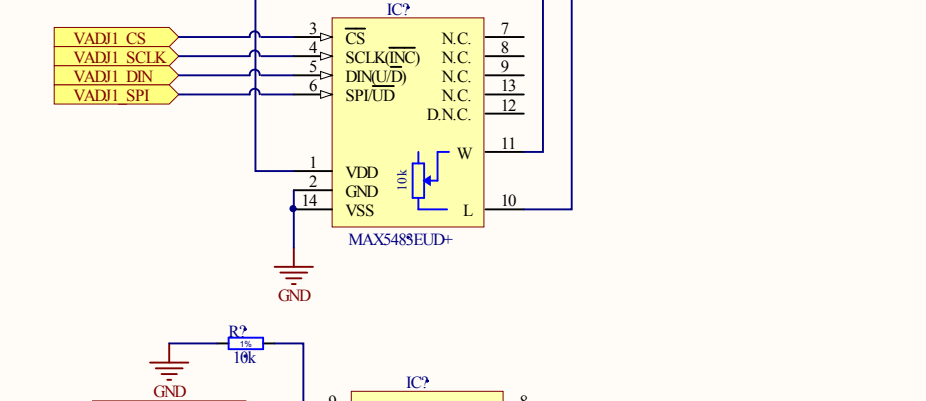 IC?
VADJ1_CS
3
CS
N.C.
7
VADJ1_SCLK
4
SCLK(INC)
N.C.
8
VADJ1_DIN
5
DIN(U/D)
N.C.
9
VADJ1_SPI
6
SPI/UD
N.C.
13
D.N.C.
12
10k
W
11
1
VDD
2
GND
14
VSS
L
10
GND
R?
1%
10k
GND
IC?
9
8